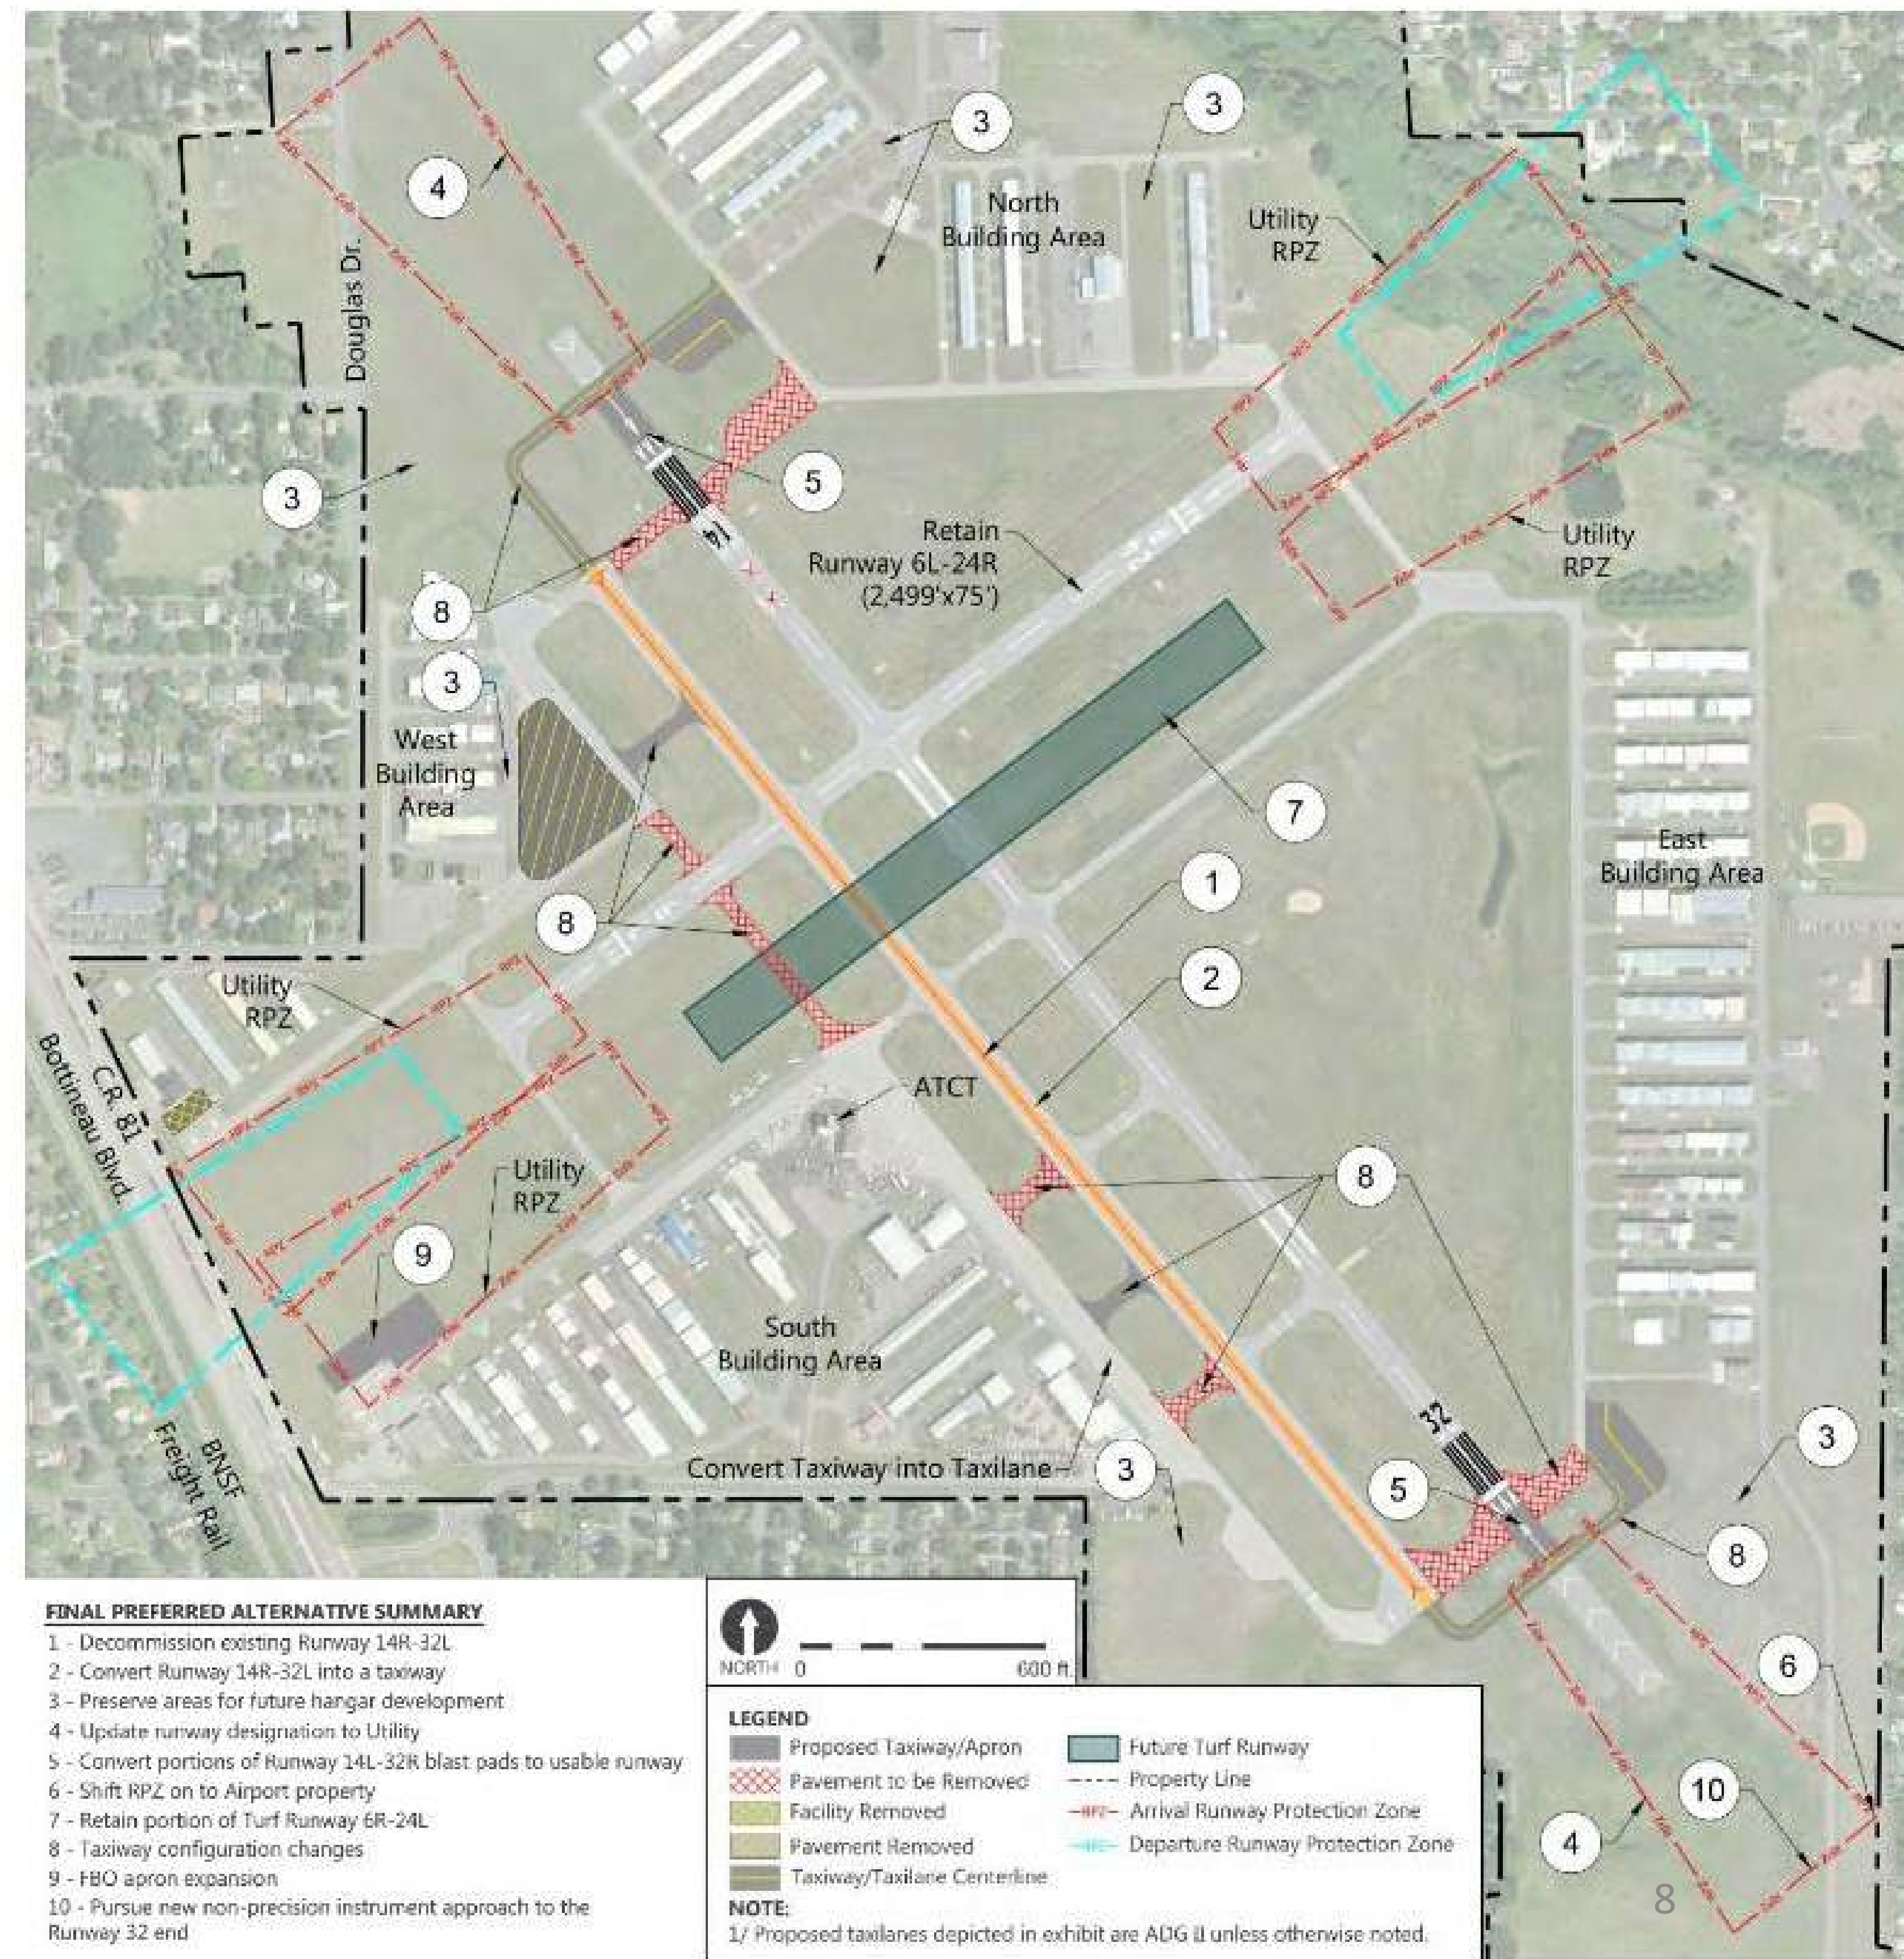 3
3
4
North
Building Area
Utility
RPZ
Douglas Dr.
5
3
14
Retain
Runway 6L-24R
(2,499'x75')
Utility
RPZ
8
3
West
Building
Area
7
East
Building Area
1
8
2
Utility
RPZ
C.R. 81
Bottineau Blvd.
ATCT
8
Utility
RPZ
9
South
Building Area
32
3
Convert Taxiway into Taxilane
3
5
BNSF
Freight Rail
8
6
10
4
8
FINAL PREFERRED ALTERNATIVE SUMMARY
1 - Decommission existing Runway 14R-32L
2 - Convert Runway 14R-32L into a taxiway
3 - Preserve areas for future hangar development
4 - Update runway designation to Utility
5 - Convert portions of Runway 14L-32R blast pads to usable runway
6 - Shift RPZ on to Airport property
7 - Retain portion of Turf Runway 6R-24L
8 - Taxiway configuration changes
9 - FBO apron expansion
10 - Pursue new non-precision instrument approach to the
Runway 32 end
NORTH 0 600 ft.
LEGEND
Proposed Taxiway/Apron
Pavement to be Removed
Facility Removed
Pavement Removed
Taxiway/Taxilane Centerline
Future Turf Runway
Property Line
RPZ Arrival Runway Protection Zone
Departure Runway Protection Zone
NOTE:
1/ Proposed taxilanes depicted in exhibit are ADG II unless otherwise noted.